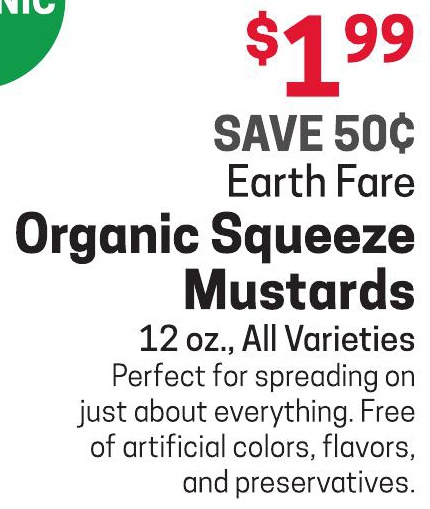 $1.99
SAVE 50¢
Earth Fare
Organic Squeeze
Mustards
12 oz., All Varieties
Perfect for spreading on
just about everything. Free
of artificial colors, flavors,
and preservatives.